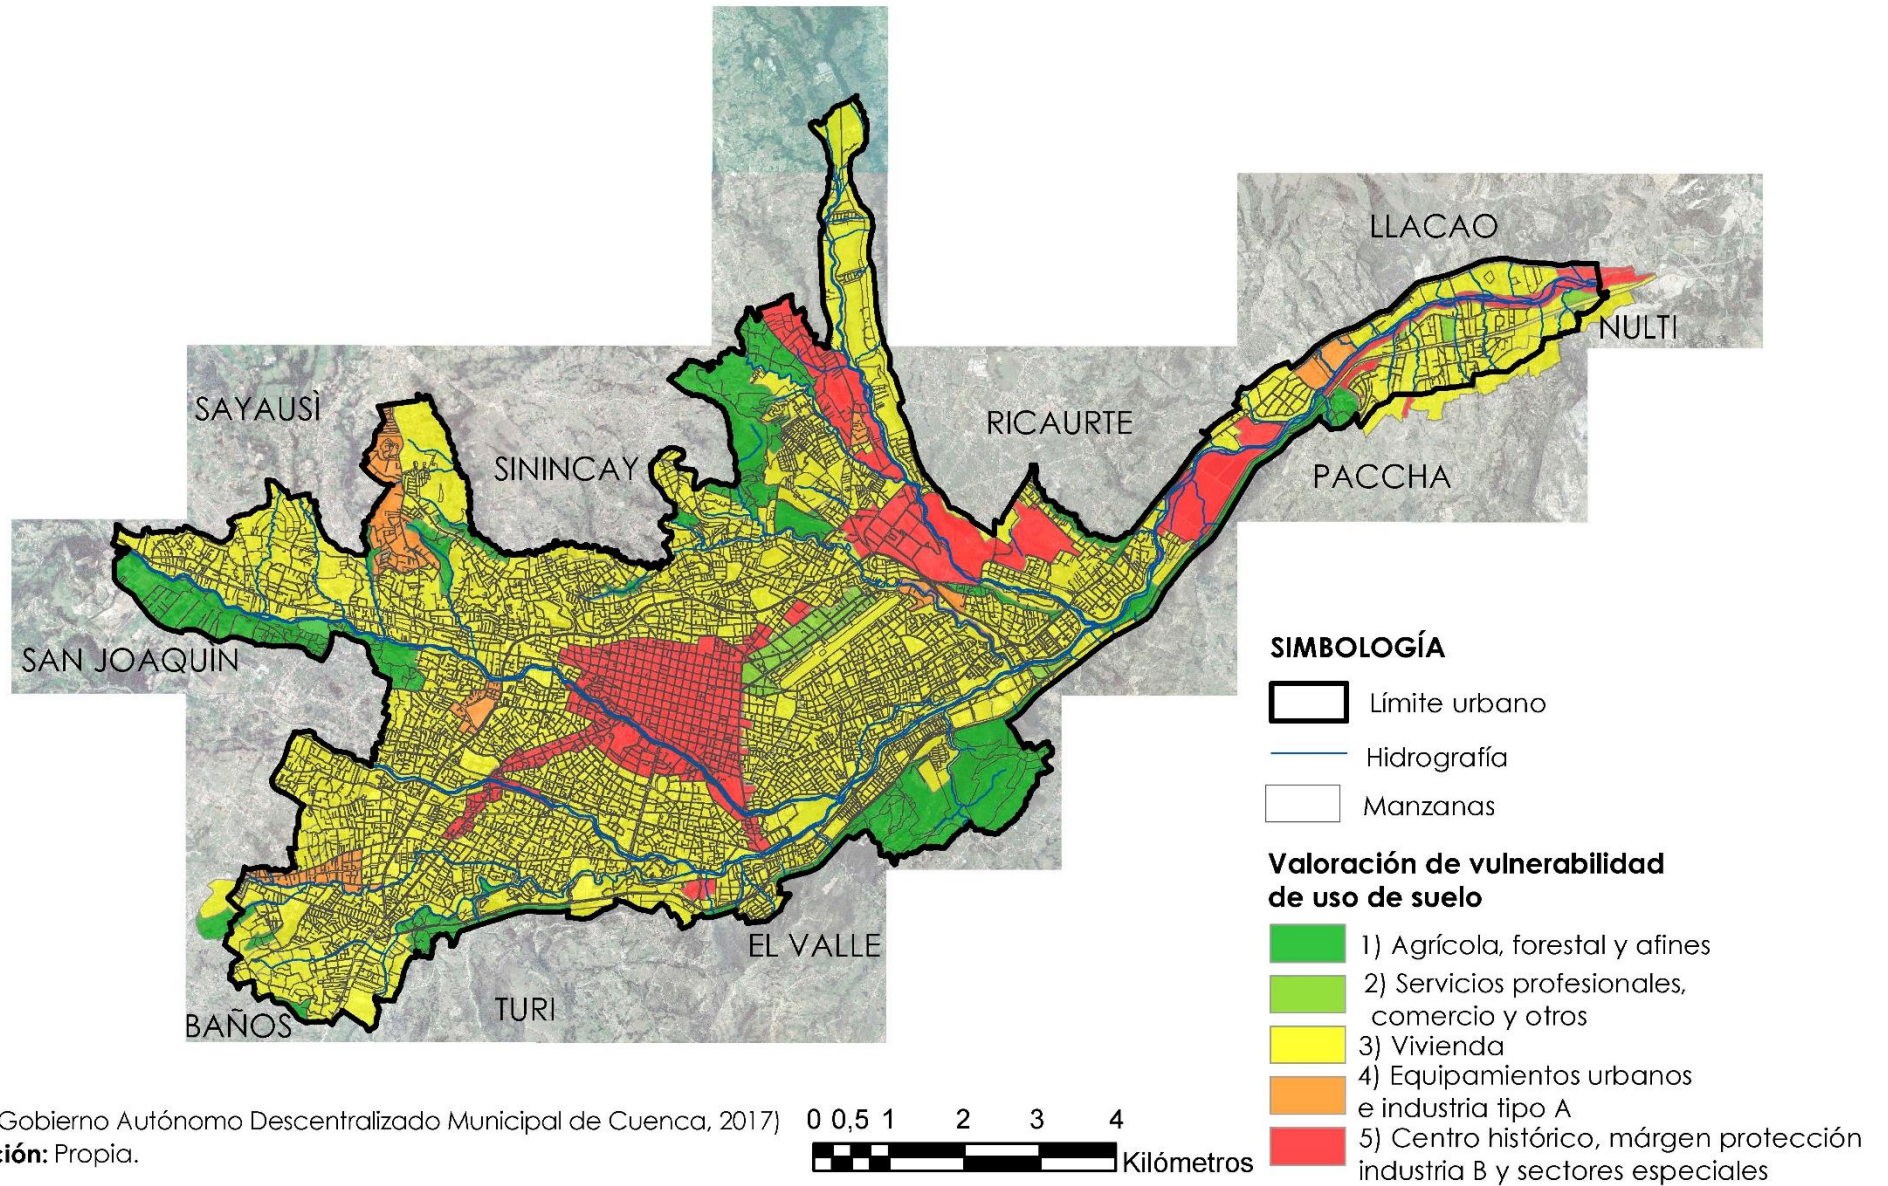 LLACAO
NULTI
SAYAUSÌ
SININCAY
RICAURTE
PACCHA
SAN JOAQUÌN
EL VALLE
TURI
BAÑOS
SIMBOLOGÍA
Límite urbano
Hidrografía
Manzanas
Valoración de vulnerabilidad
de uso de suelo
1) Agrícola, forestal y afines
2) Servicios profesionales,
comercio y otros
3) Vivienda
4) Equipamientos urbanos
e industria tipo A
5) Centro histórico, márgen protección
industria B y sectores especiales
Gobierno Autónomo Descentralizado Municipal de Cuenca, 2017)
ción: Propia.
0 0,5 1 2 3 4
Kilómetros